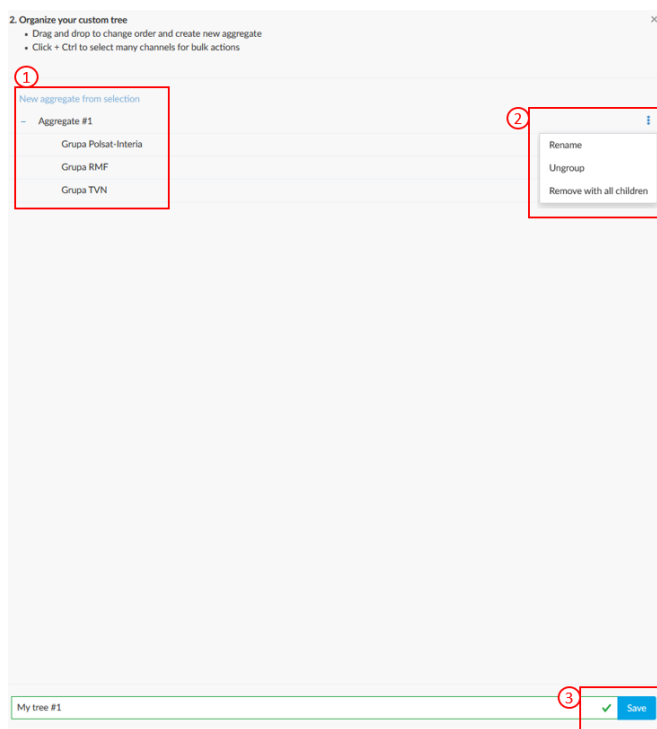 2. Organize your custom tree
• Drag and drop to change order and create new aggregate
• Click + Ctrl to select many channels for bulk actions
1
New aggregate from selection
– Aggregate #1
2
Grupa Polsat-Interia
Rename
Grupa RMF
Ungroup
Grupa TVN
Remove with all children
3
My tree #1
Save